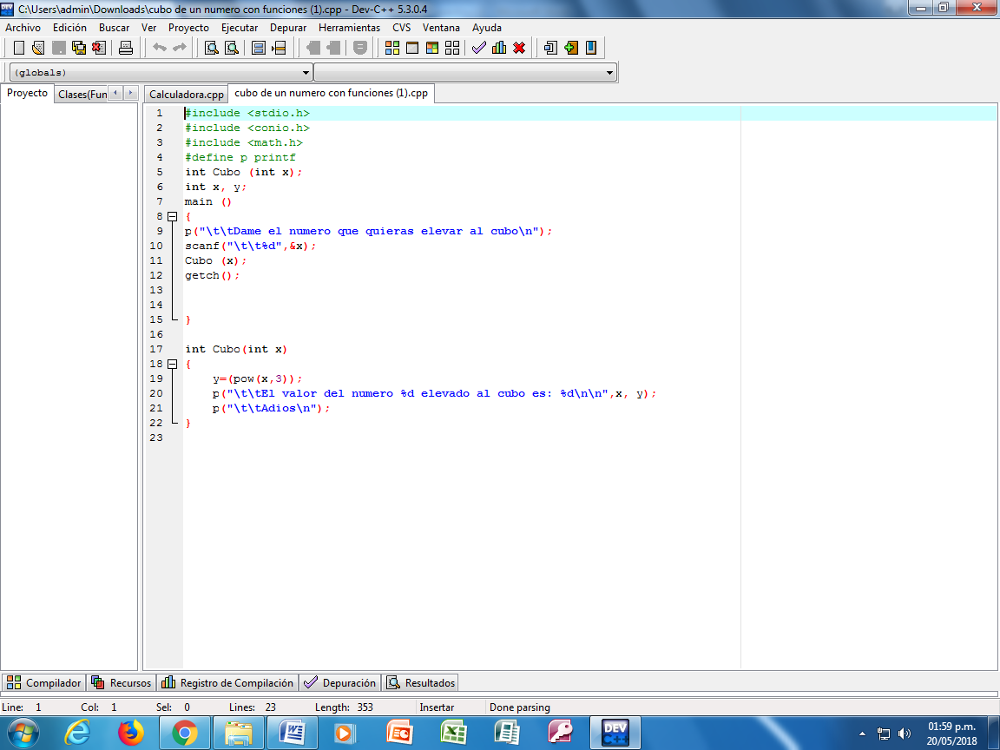 C:\Users\admin\Downloads\cubo de un numero con funciones (1).cpp - Dev-C++ 5.3.0.4
Archivo Edición Buscar Ver Proyecto Ejecutar Depurar Herramientas CVS Ventana Ayuda
(globals)
Proyecto Clases(Fun Calculadora.cpp cubo de un numero con funciones (1).cpp
1 #include <stdio.h>
2 #include <conio.h>
3 #include <math.h>
4 #define p printf
5 int Cubo (int x);
6 int x, y;
7 main ()
8 {
9 p("\t\tDame el numero que quieras elevar al cubo\n");
10 scanf("\t\t%d",&x);
11 Cubo (x);
12 getch();
13
14
15 }
16
17 int Cubo(int x)
18 {
19 y=(pow(x,3));
20 p("\t\tEl valor del numero %d elevado al cubo es: %d\n\n",x, y);
21 p("\t\tAdios\n");
22 }
23
Compilador Recursos Registro de Compilación Depuración Resultados
Line: 1 Col: 1 Sel: 0 Lines: 23 Length: 353 Insertar Done parsing
DEV C++
01:59 p.m.
20/05/2018